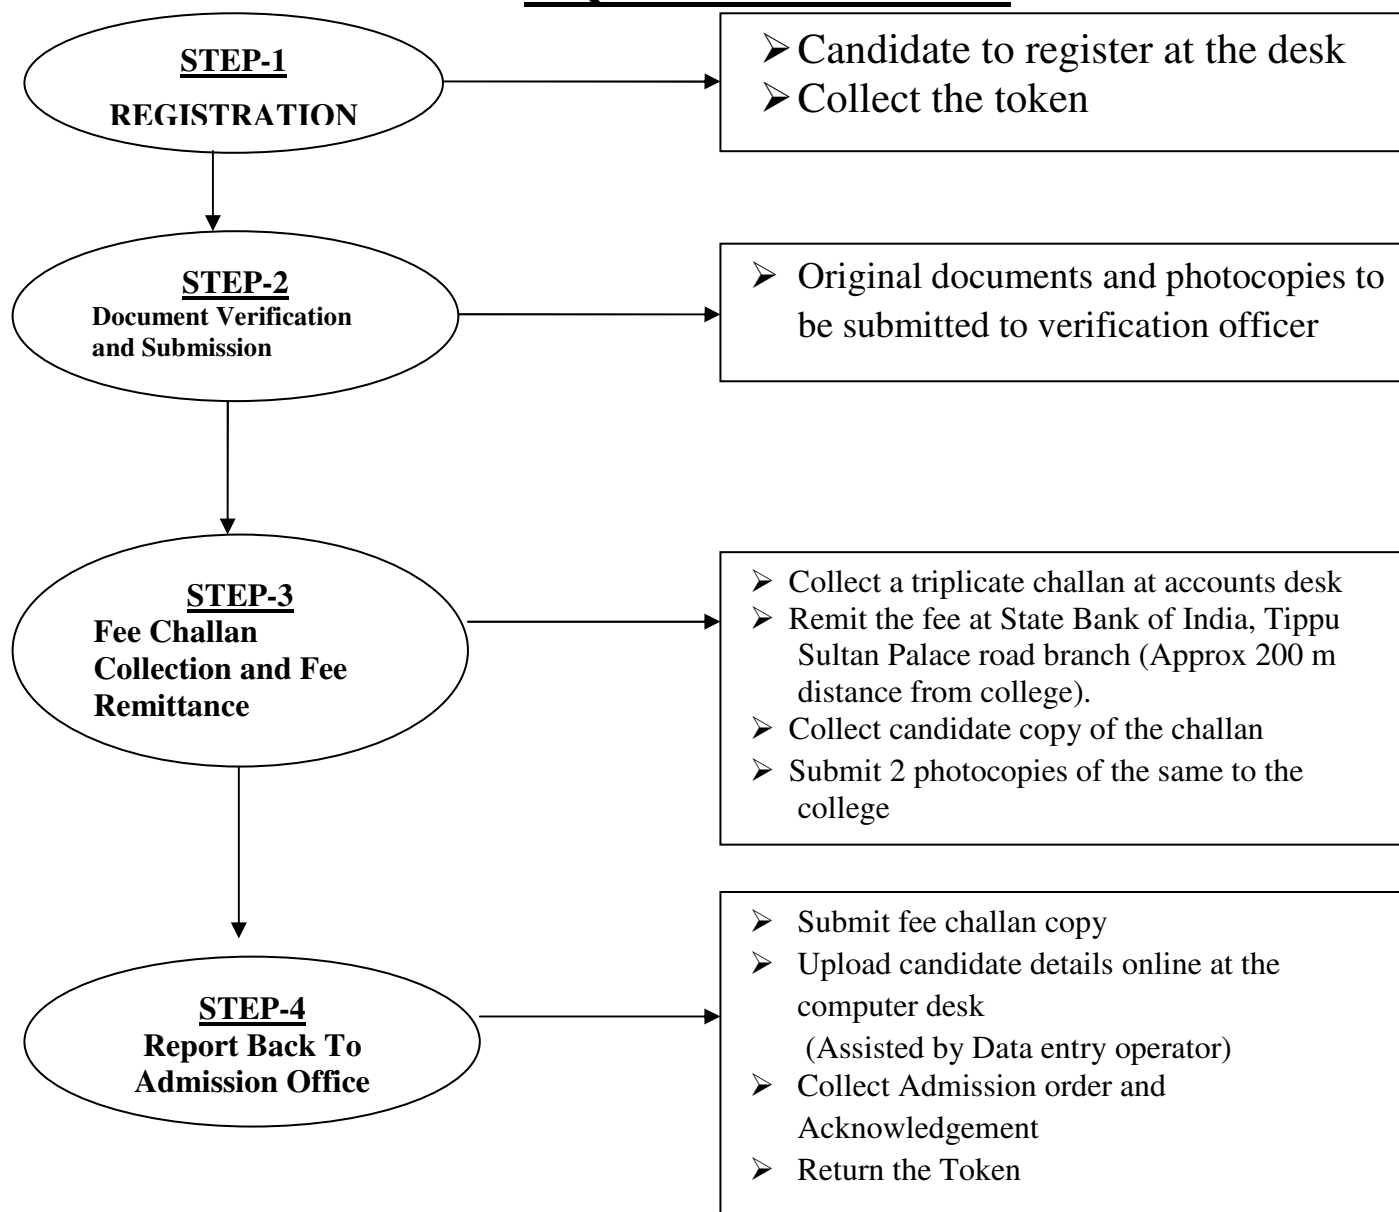 STEP-1
REGISTRATION
➢ Candidate to register at the desk
➢ Collect the token
STEP-2
Document Verification
and Submission
➢ Original documents and photocopies to
be submitted to verification officer
STEP-3
Fee Challan
Collection and Fee
Remittance
➢ Collect a triplicate challan at accounts desk
➢ Remit the fee at State Bank of India, Tippu
Sultan Palace road branch (Approx 200 m
distance from college).
➢ Collect candidate copy of the challan
➢ Submit 2 photocopies of the same to the
college
STEP-4
Report Back To
Admission Office
➢ Submit fee challan copy
➢ Upload candidate details online at the
computer desk
(Assisted by Data entry operator)
➢ Collect Admission order and
Acknowledgement
➢ Return the Token